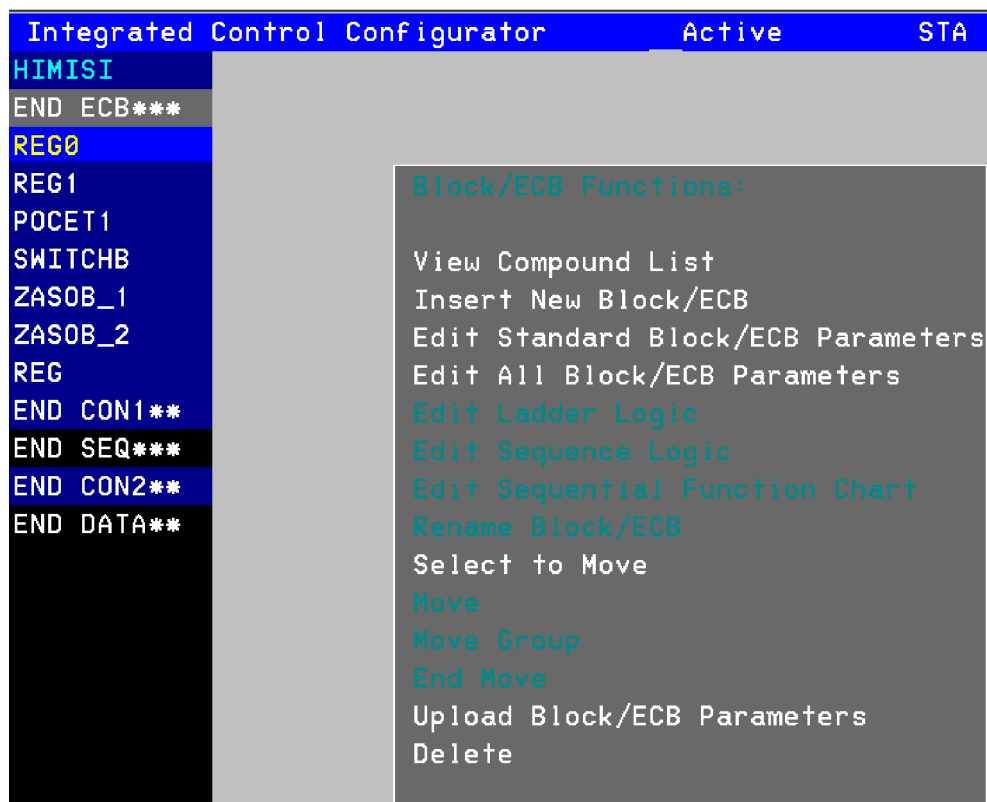 Integrated Control Configurator Active STA
HIMISI
END ECB***
REG0
REG1
POCET1
SWITCHB
ZASOB_1
ZASOB_2
REG
END CON1**
END SEQ***
END CON2**
END DATA**
Block/ECB Functions:
View Compound List
Insert New Block/ECB
Edit Standard Block/ECB Parameters
Edit All Block/ECB Parameters
Edit Ladder Logic
Edit Sequence Logic
Edit Sequential Function Chart
Rename Block/ECB
Select to Move
Move
Move Group
End Move
Upload Block/ECB Parameters
Delete